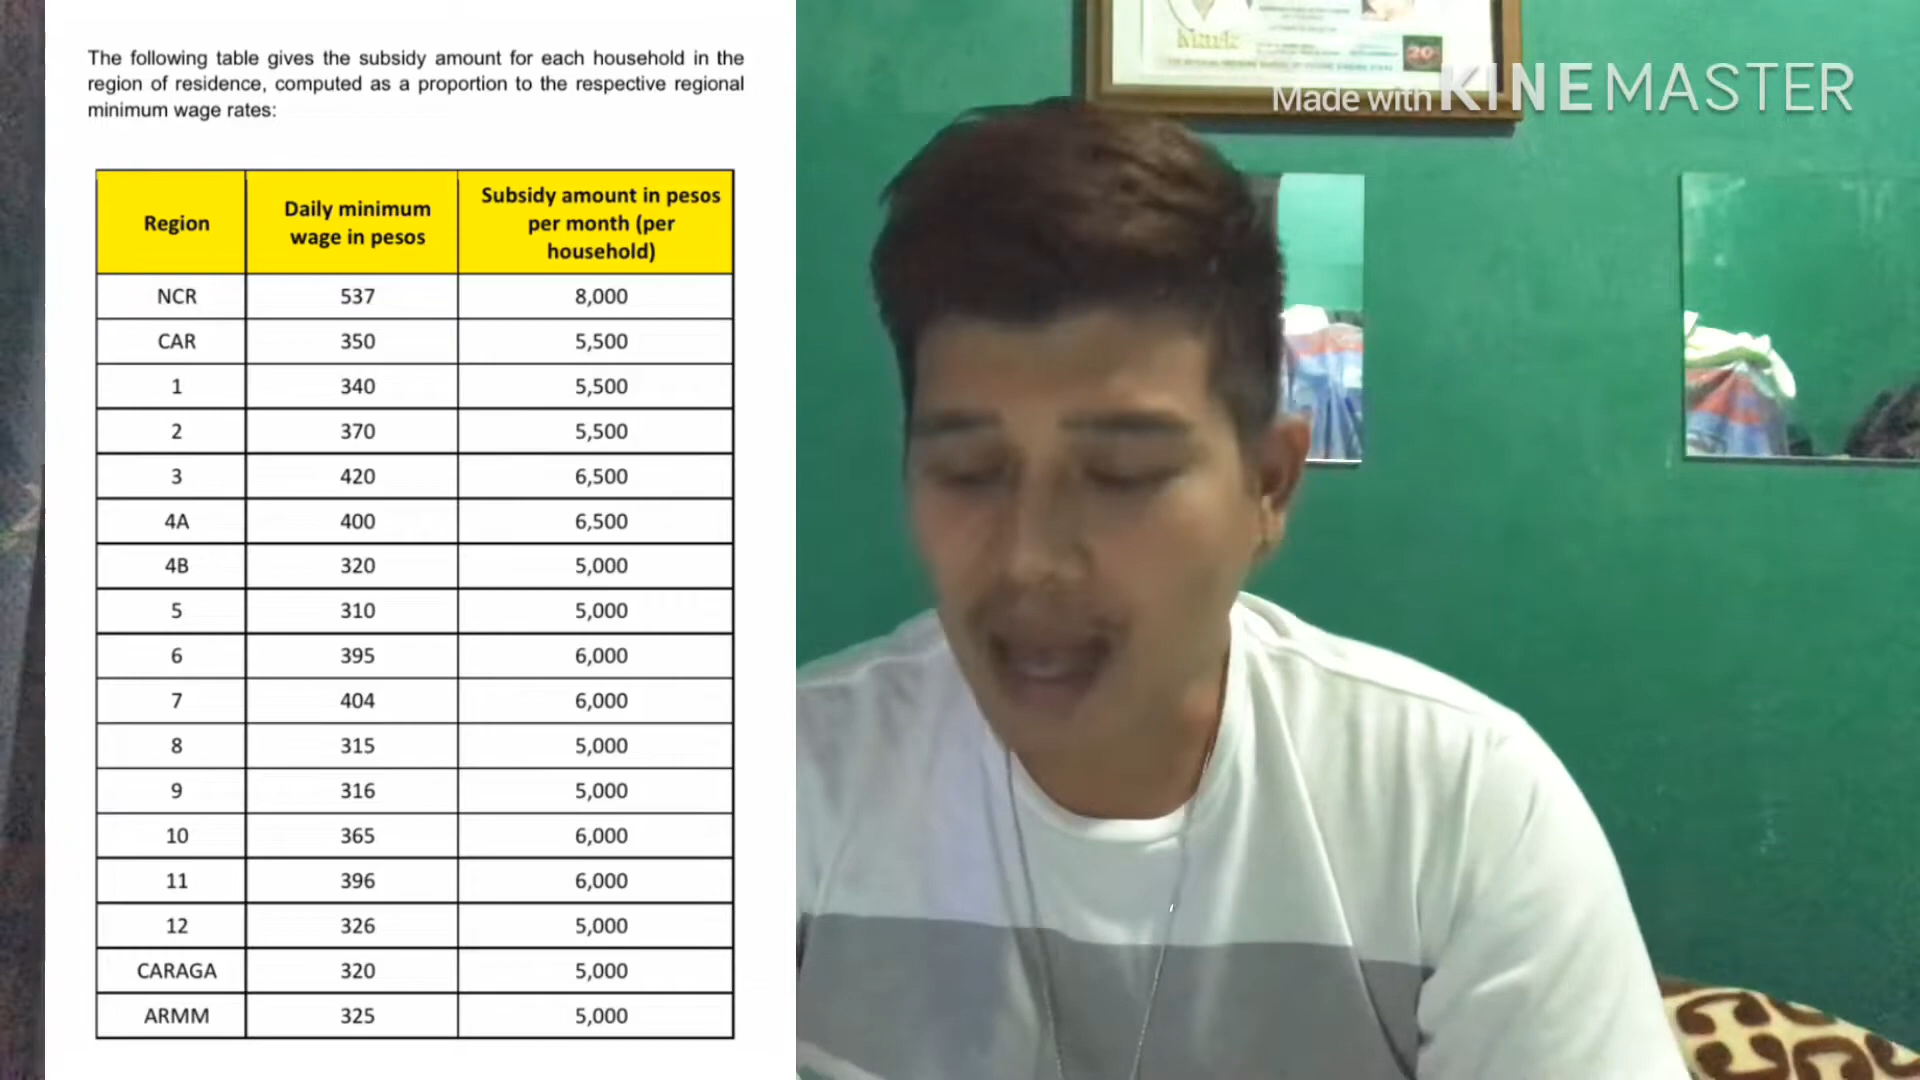 The following table gives the subsidy amount for each household in the
region of residence, computed as a proportion to the respective regional
minimum wage rates:
Region Daily minimum wage in pesos Subsidy amount in pesos per month (per household)
NCR 537 8,000
CAR 350 5,500
1 340 5,500
2 370 5,500
3 420 6,500
4A 400 6,500
4B 320 5,000
5 310 5,000
6 395 6,000
7 404 6,000
8 315 5,000
9 316 5,000
10 365 6,000
11 396 6,000
12 326 5,000
CARAGA 320 5,000
ARMM 325 5,000
Made with KINEMASTER
20